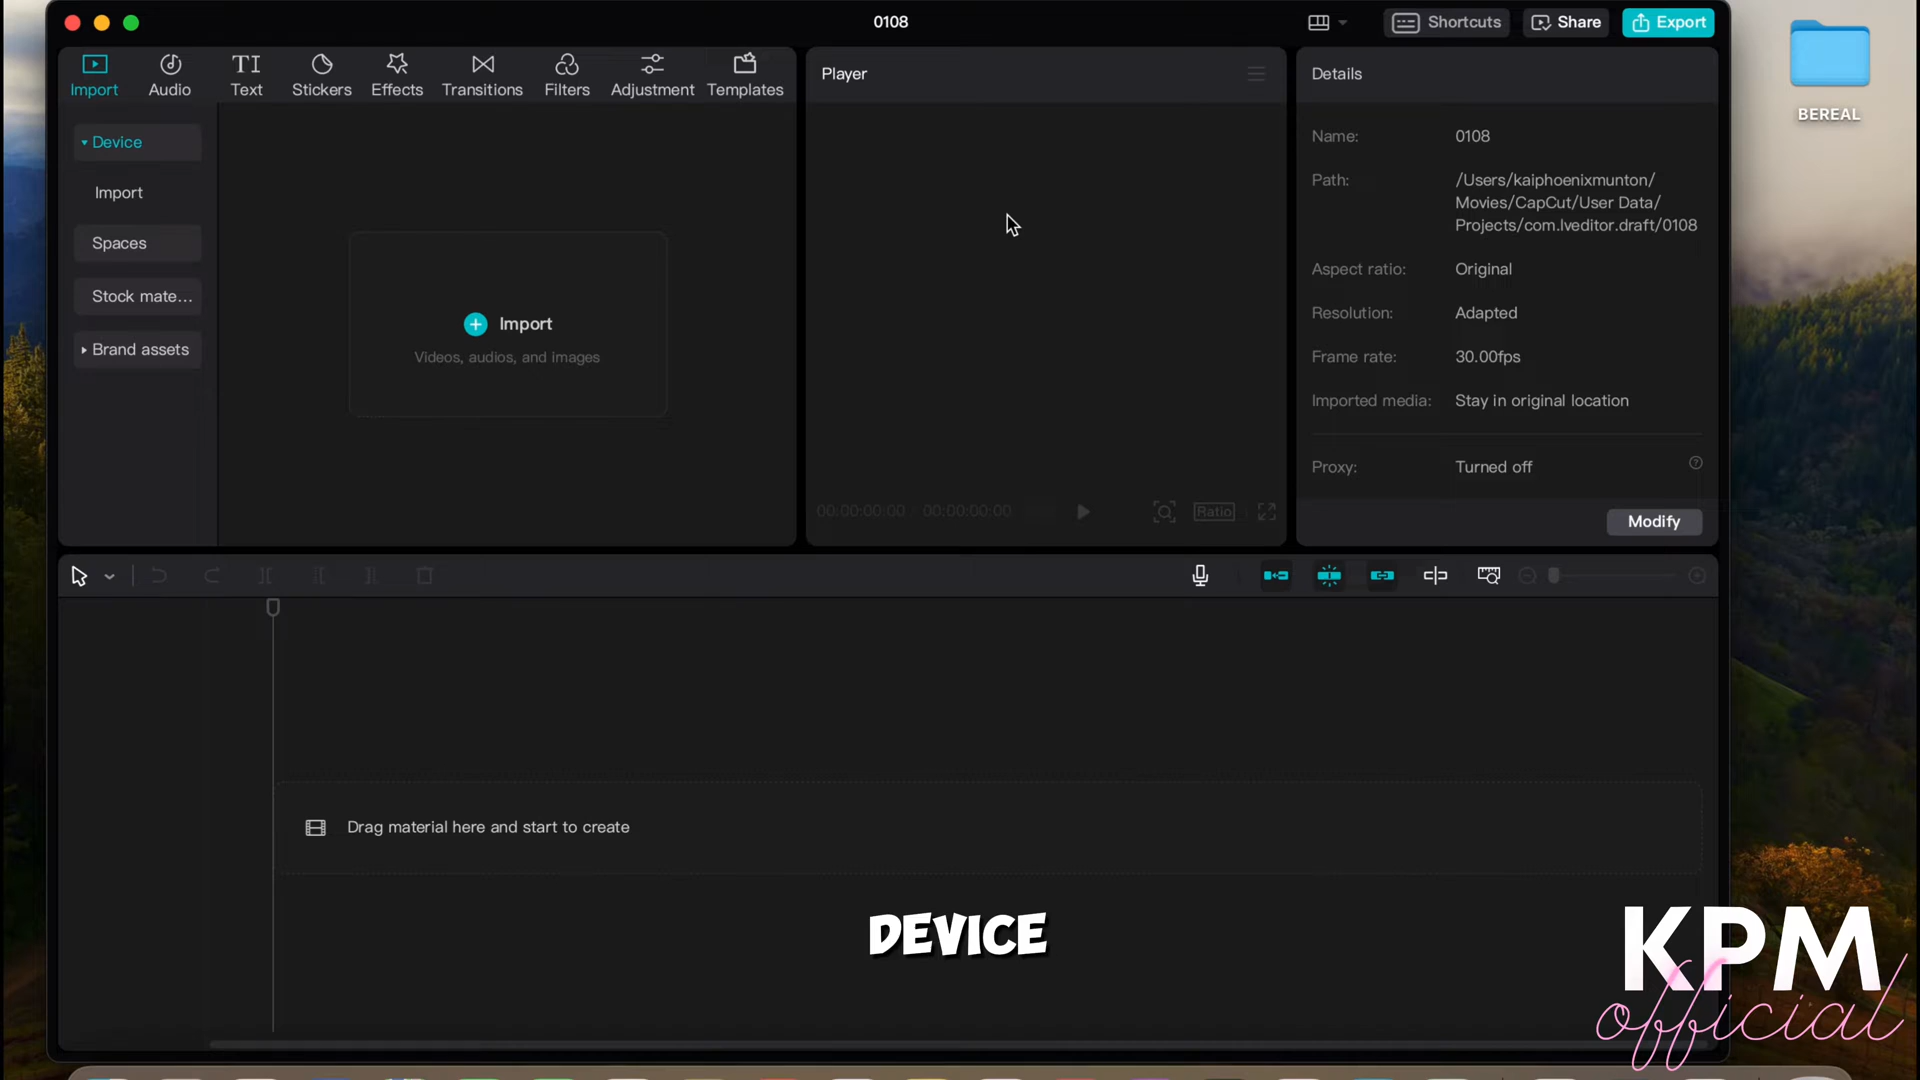 0108
Shortcuts
Share
Export
Import
Audio
TI
Text
Stickers
Effects
Transitions
Filters
Adjustment
Templates
Device
Import
Spaces
Stock mate...
Brand assets
Import
Videos, audios, and images
Player
00:00:00:00
00:00:00:00
Ratio
Details
Name: 0108
Path: /Users/kaiphoenixmunton/
Movies/CapCut/User Data/
Projects/com.lveditor.draft/0108
Aspect ratio: Original
Resolution: Adapted
Frame rate: 30.00fps
Imported media: Stay in original location
Proxy: Turned off
Modify
BEREAL
Drag material here and start to create
DEVICE
KPM
official